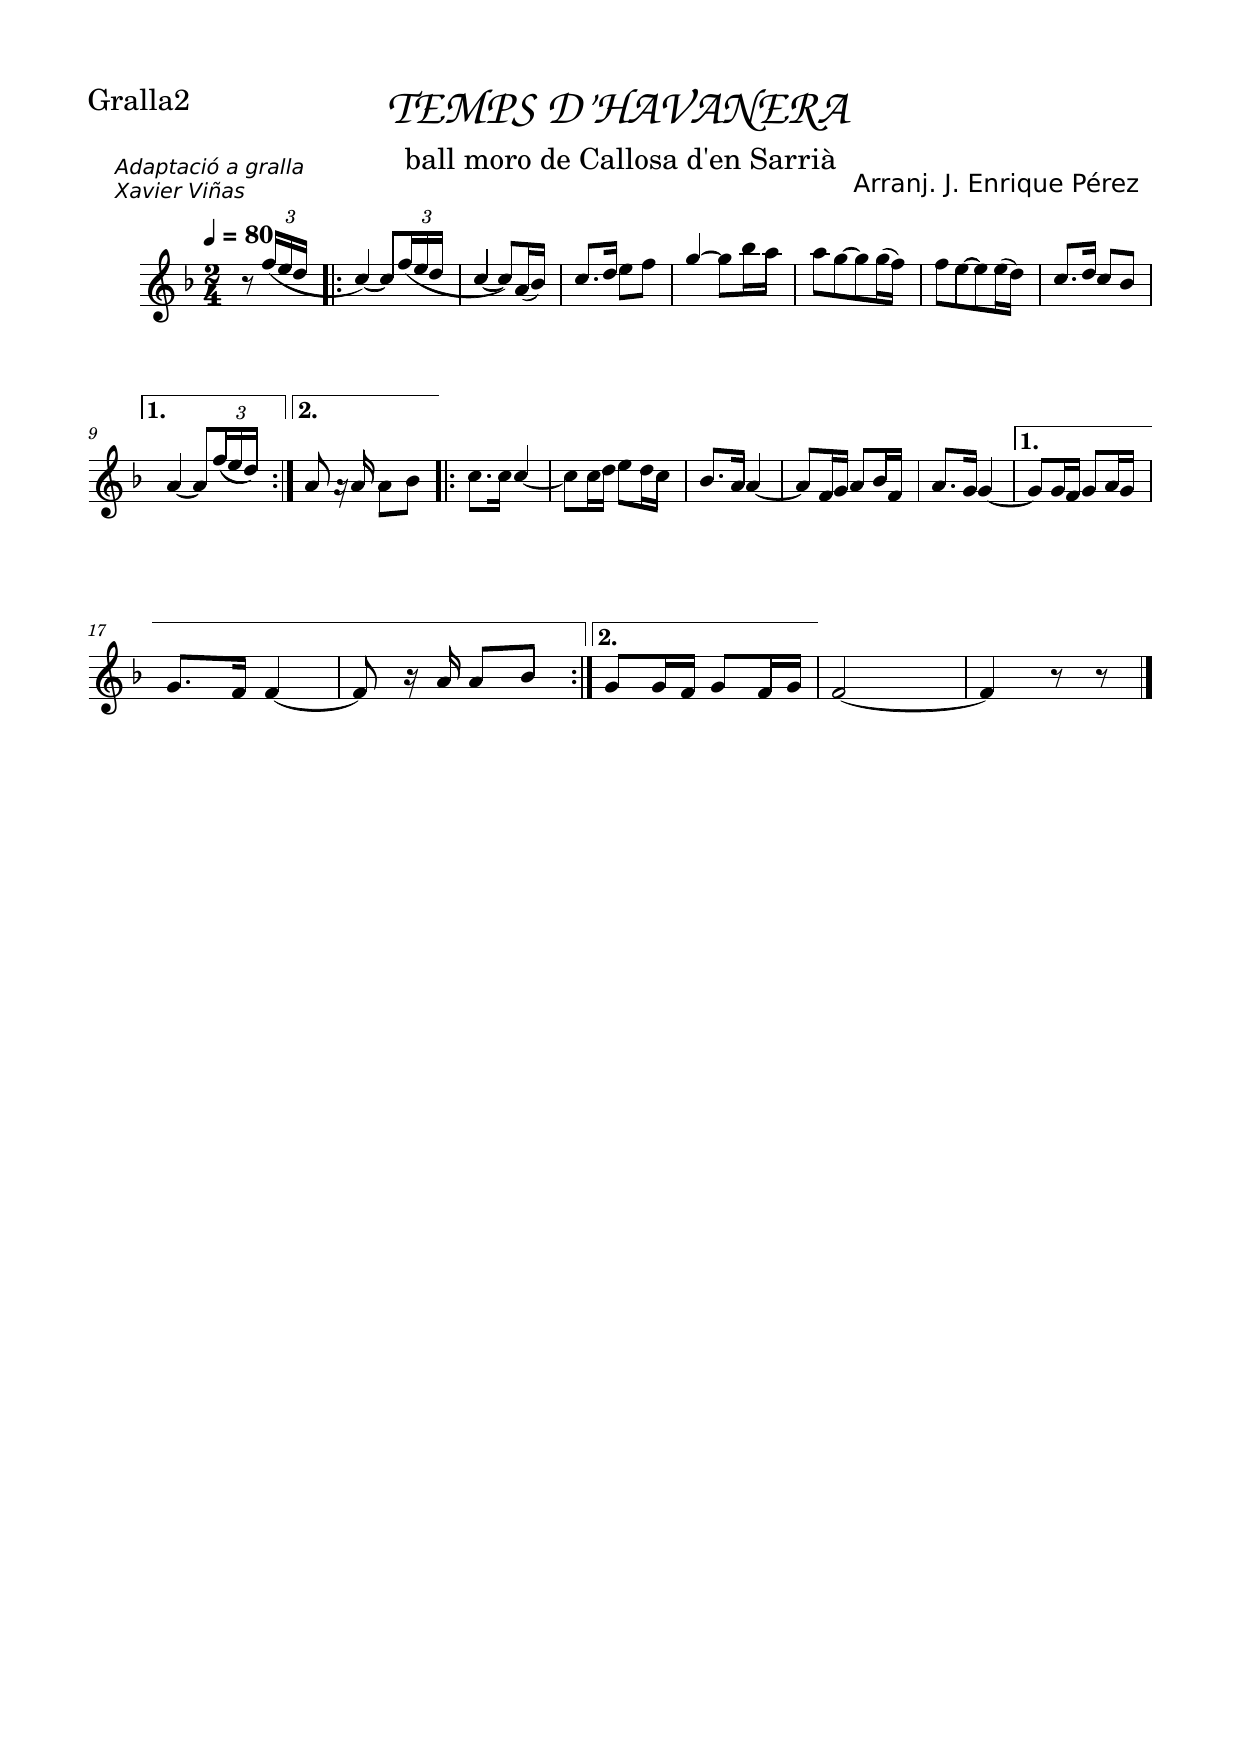 Gralla2
TEMPS D'HAVANERA
ball moro de Callosa d'en Sarrià
Adaptació a gralla
Xavier Viñas
Arranj. J. Enrique Pérez
= 80
3
3
2
4
1.
3
2.
9
1.
17
2.